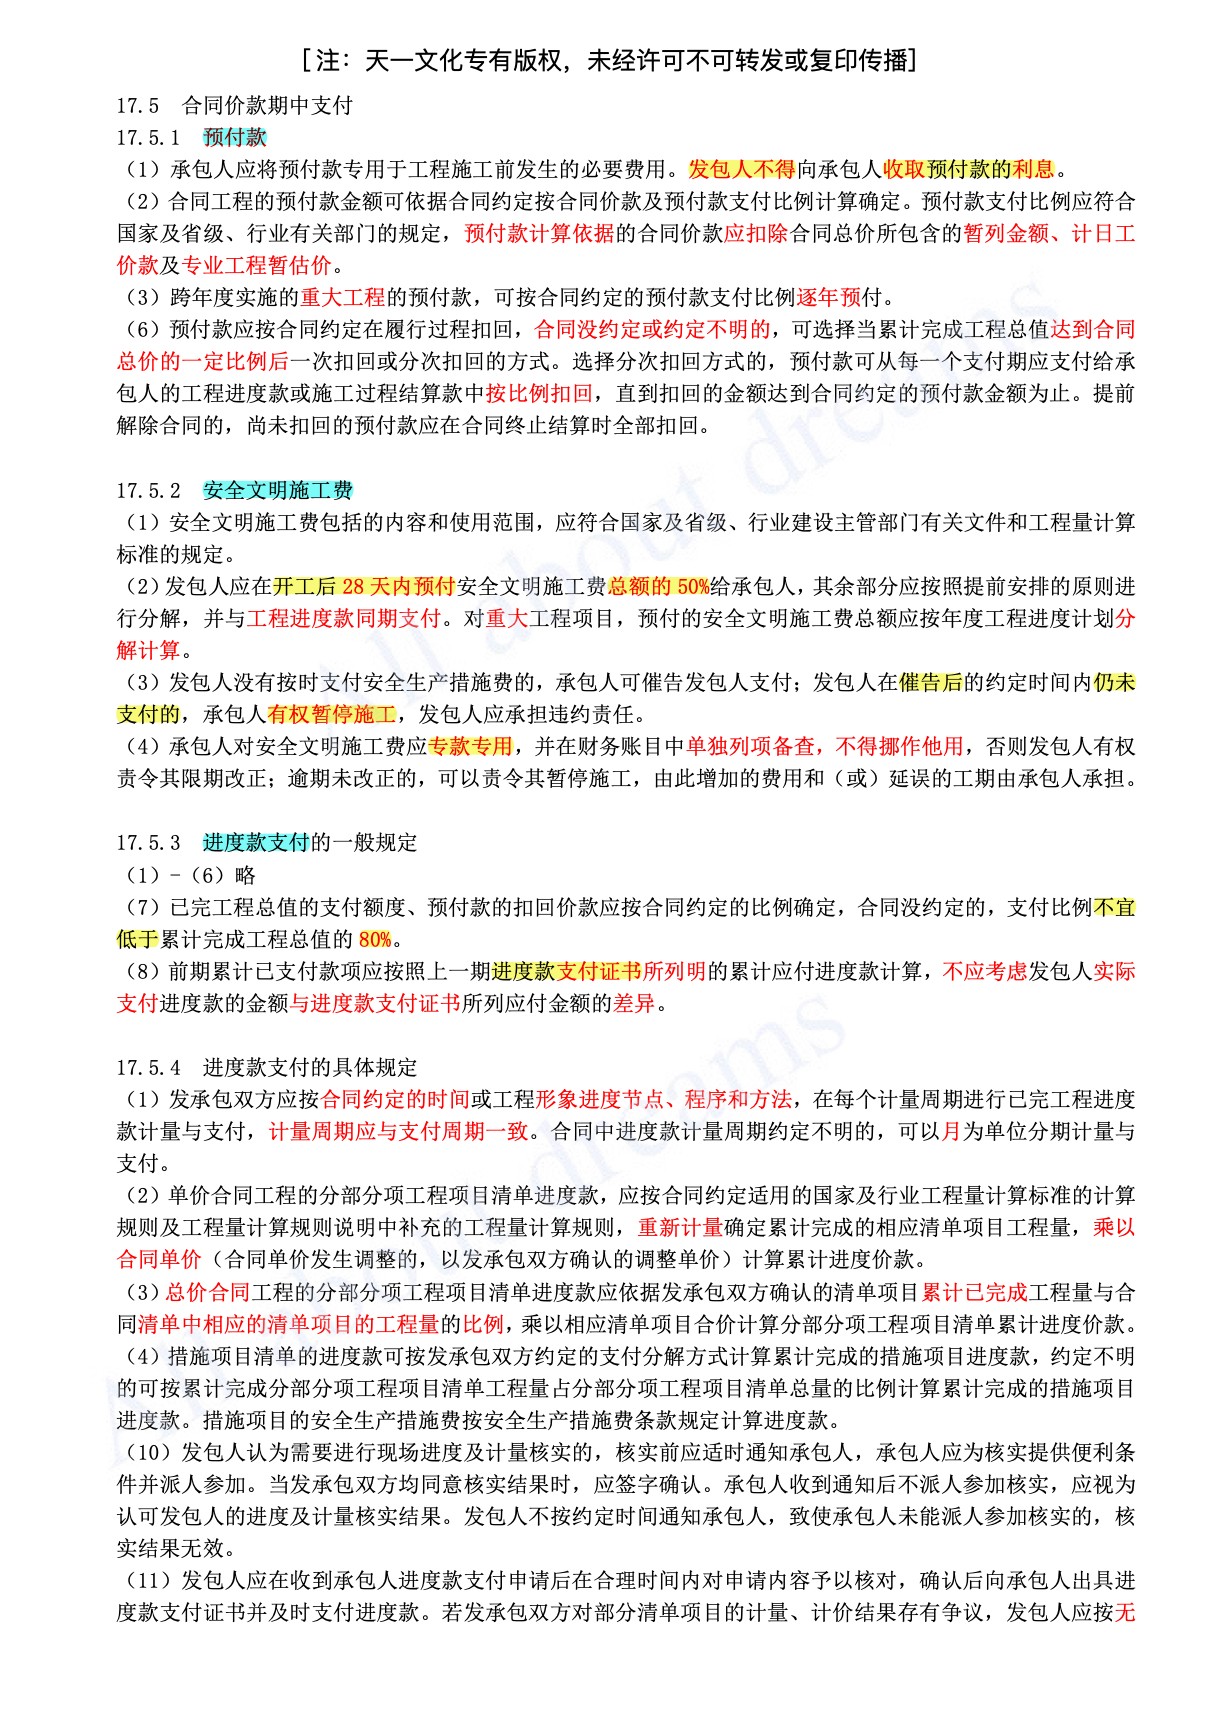 [注：天一文化专有版权，未经许可不可转发或复印传播]
17.5 合同价款期中支付
17.5.1 预付款
（1）承包人应将预付款专用于工程施工前发生的必要费用。发包人不得向承包人收取预付款的利息。
（2）合同工程的预付款金额可依据合同约定按合同价款及预付款支付比例计算确定。预付款支付比例应符合
国家及省级、行业有关部门的规定，预付款计算依据的合同价款应扣除合同总价所包含的暂列金额、计日工
价款及专业工程暂估价。
（3）跨年度实施的重大工程的预付款，可按合同约定的预付款支付比例逐年预付。
（6）预付款应按合同约定在履行过程扣回，合同没约定或约定不明的，可选择当累计完成工程总值达到合同
总价的一定比例后一次扣回或分次扣回的方式。选择分次扣回方式的，预付款可从每一个支付期应支付给承
包人的工程进度款或施工过程结算款中按比例扣回，直到扣回的金额达到合同约定的预付款金额为止。提前
解除合同的，尚未扣回的预付款应在合同终止结算时全部扣回。
17.5.2 安全文明施工费
（1）安全文明施工费包括的内容和使用范围，应符合国家及省级、行业建设主管部门有关文件和工程量计算
标准的规定。
（2）发包人应在开工后 28 天内预付安全文明施工费总额的 50%给承包人，其余部分应按照提前安排的原则进
行分解，并与工程进度款同期支付。对重大工程项目，预付的安全文明施工费总额应按年度工程进度计划分
解计算。
（3）发包人没有按时支付安全生产措施费的，承包人可催告发包人支付；发包人在催告后的约定时间内仍未
支付的，承包人有权暂停施工，发包人应承担违约责任。
（4）承包人对安全文明施工费应专款专用，并在财务账目中单独列项备查，不得挪作他用，否则发包人有权
责令其限期改正；逾期未改正的，可以责令其暂停施工，由此增加的费用和（或）延误的工期由承包人承担。
17.5.3 进度款支付的一般规定
（1）-（6）略
（7）已完工程总值的支付额度、预付款的扣回价款应按合同约定的比例确定，合同没约定的，支付比例不宜
低于累计完成工程总值的 80%。
（8）前期累计已支付款项应按照上一期进度款支付证书所列明的累计应付进度款计算，不应考虑发包人实际
支付进度款的金额与进度款支付证书所列应付金额的差异。
17.5.4 进度款支付的具体规定
（1）发承包双方应按合同约定的时间或工程形象进度节点、程序和方法，在每个计量周期进行已完工程进度
款计量与支付，计量周期应与支付周期一致。合同中进度款计量周期约定不明的，可以月为单位分期计量与
支付。
（2）单价合同工程的分部分项工程项目清单进度款，应按合同约定适用的国家及行业工程量计算标准的计算
规则及工程量计算规则说明中补充的工程量计算规则，重新计量确定累计完成的相应清单项目工程量，乘以
合同单价（合同单价发生调整的，以发承包双方确认的调整单价）计算累计进度价款。
（3）总价合同工程的分部分项工程项目清单进度款应依据发承包双方确认的清单项目累计已完成工程量与合
同清单中相应的清单项目的工程量的比例，乘以相应清单项目合价计算分部分项工程项目清单累计进度价款。
（4）措施项目清单的进度款可按发承包双方约定的支付分解方式计算累计完成的措施项目进度款，约定不明
的可按累计完成分部分项工程项目清单工程量占分部分项工程项目清单总量的比例计算累计完成的措施项目
进度款。措施项目的安全生产措施费按安全生产措施费条款规定计算进度款。
（10）发包人认为需要进行现场进度及计量核实的，核实前应适时通知承包人，承包人应为核实提供便利条
件并派人参加。当发承包双方均同意核实结果时，应签字确认。承包人收到通知后不派人参加核实，应视为
认可发包人的进度及计量核实结果。发包人不按约定时间通知承包人，致使承包人未能派人参加核实的，核
实结果无效。
（11）发包人应在收到承包人进度款支付申请后在合理时间内对申请内容予以核对，确认后向承包人出具进
度款支付证书并及时支付进度款。若发承包双方对部分清单项目的计量、计价结果存有争议，发包人应按无
All about dreams
All about dreams